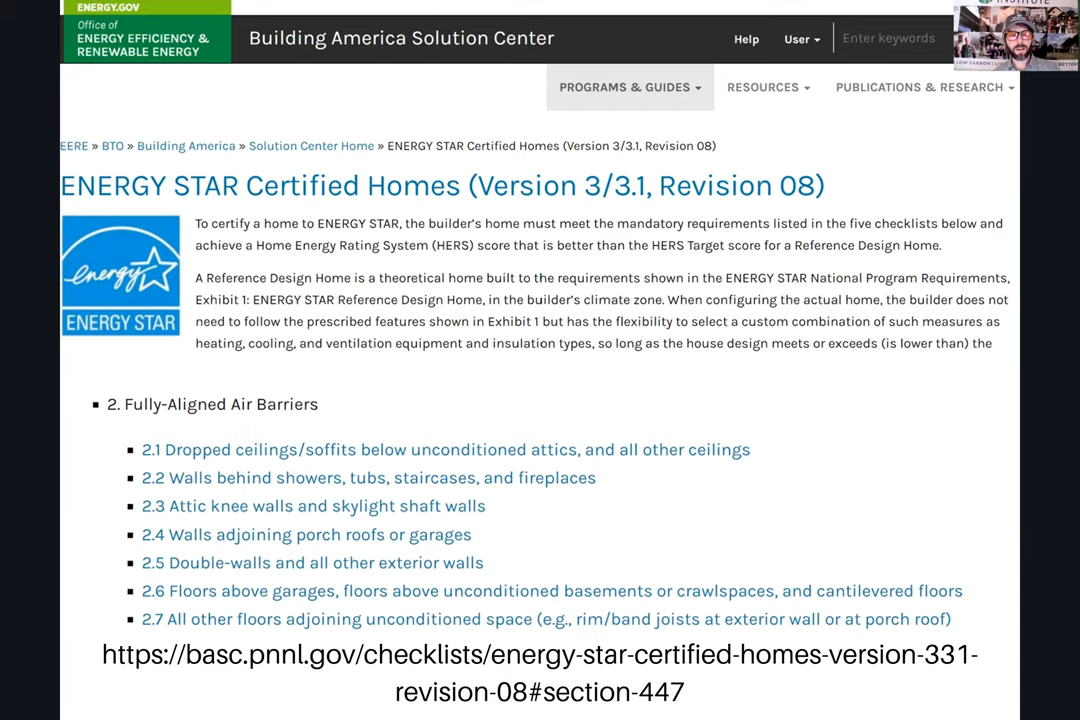 ENERGY.GOV
Office of
ENERGY EFFICIENCY &
RENEWABLE ENERGY
Building America Solution Center
Help
User
Enter keywords
INSTITUTE
LOW CARBON
PROGRAMS & GUIDES
RESOURCES
PUBLICATIONS & RESEARCH
EERE » BTO » Building America » Solution Center Home » ENERGY STAR Certified Homes (Version 3/3.1, Revision 08)
ENERGY STAR Certified Homes (Version 3/3.1, Revision 08)
energy
ENERGY STAR
To certify a home to ENERGY STAR, the builder's home must meet the mandatory requirements listed in the five checklists below and
achieve a Home Energy Rating System (HERS) score that is better than the HERS Target score for a Reference Design Home.
A Reference Design Home is a theoretical home built to the requirements shown in the ENERGY STAR National Program Requirements,
Exhibit 1: ENERGY STAR Reference Design Home, in the builder's climate zone. When configuring the actual home, the builder does not
need to follow the prescribed features shown in Exhibit 1 but has the flexibility to select a custom combination of such measures as
heating, cooling, and ventilation equipment and insulation types, so long as the house design meets or exceeds (is lower than) the
2. Fully-Aligned Air Barriers
2.1 Dropped ceilings/soffits below unconditioned attics, and all other ceilings
2.2 Walls behind showers, tubs, staircases, and fireplaces
2.3 Attic knee walls and skylight shaft walls
2.4 Walls adjoining porch roofs or garages
2.5 Double-walls and all other exterior walls
2.6 Floors above garages, floors above unconditioned basements or crawlspaces, and cantilevered floors
2.7 All other floors adjoining unconditioned space (e.g., rim/band joists at exterior wall or at porch roof)
https://basc.pnnl.gov/checklists/energy-star-certified-homes-version-331-
revision-08#section-447